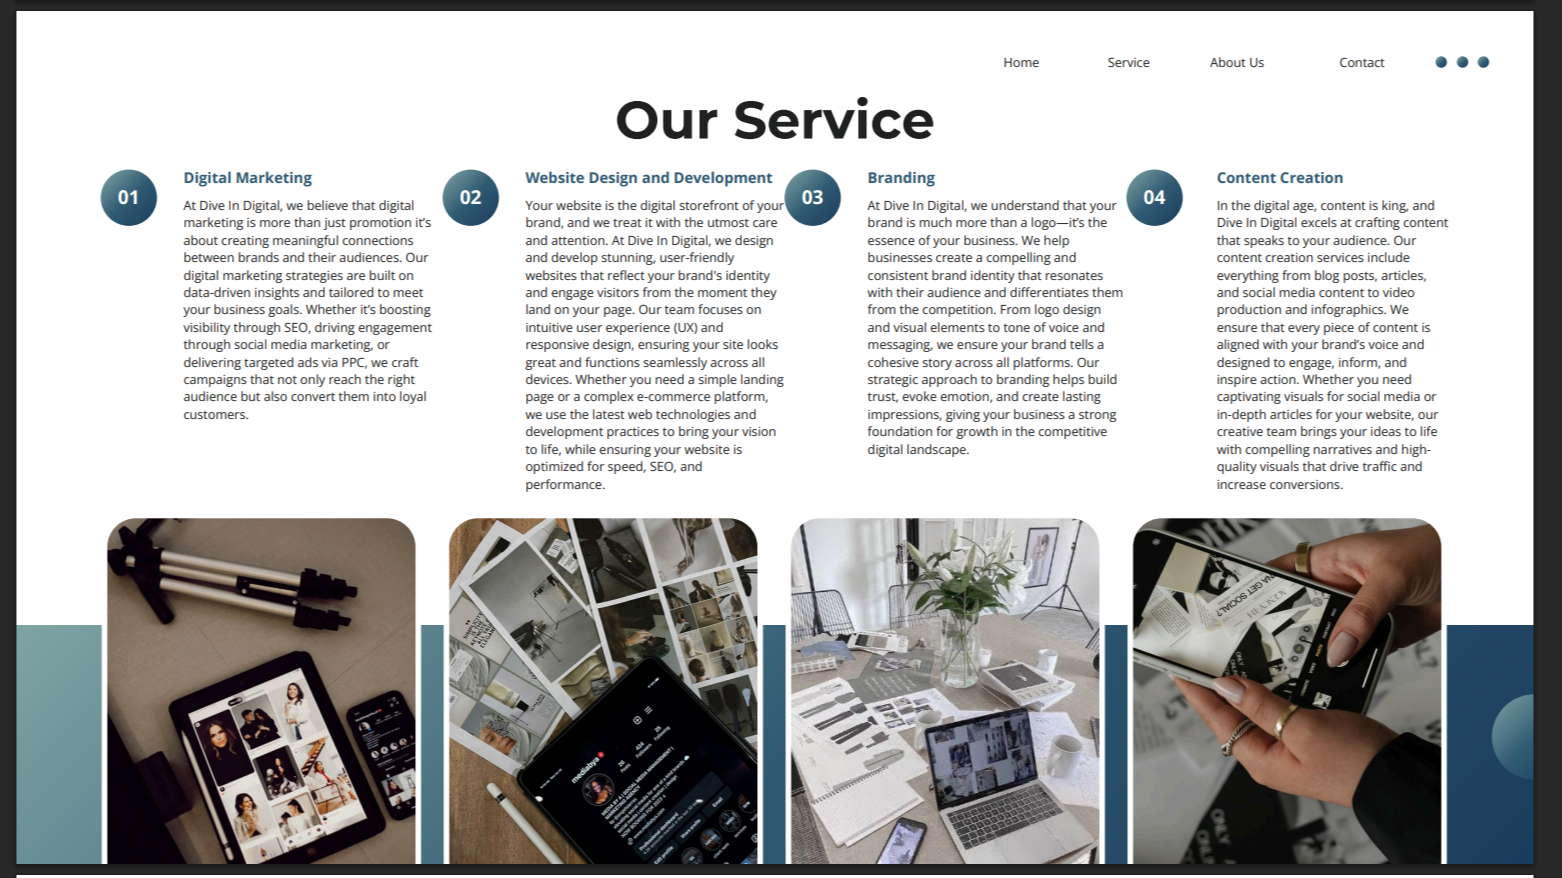 Home Service About Us Contact
Our Service
01
Digital Marketing
At Dive In Digital, we believe that digital
marketing is more than just promotion it's
about creating meaningful connections
between brands and their audiences. Our
digital marketing strategies are built on
data-driven insights and tailored to meet
your business goals. Whether it's boosting
visibility through SEO, driving engagement
through social media marketing, or
delivering targeted ads via PPC, we craft
campaigns that not only reach the right
audience but also convert them into loyal
customers.
02
Website Design and Development
Your website is the digital storefront of your
brand, and we treat it with the utmost care
and attention. At Dive In Digital, we design
and develop stunning, user-friendly
websites that reflect your brand's identity
and engage visitors from the moment they
land on your page. Our team focuses on
intuitive user experience (UX) and
responsive design, ensuring your site looks
great and functions seamlessly across all
devices. Whether you need a simple landing
page or a complex e-commerce platform,
we use the latest web technologies and
development practices to bring your vision
to life, while ensuring your website is
optimized for speed, SEO, and
performance.
03
Branding
At Dive In Digital, we understand that your
brand is much more than a logo—it's the
essence of your business. We help
businesses create a compelling and
consistent brand identity that resonates
with their audience and differentiates them
from the competition. From logo design
and visual elements to tone of voice and
messaging, we ensure your brand tells a
cohesive story across all platforms. Our
strategic approach to branding helps build
trust, evoke emotion, and create lasting
impressions, giving your business a strong
foundation for growth in the competitive
digital landscape.
04
Content Creation
In the digital age, content is king, and
Dive In Digital excels at crafting content
that speaks to your audience. Our
content creation services include
everything from blog posts, articles,
and social media content to video
production and infographics. We
ensure that every piece of content is
aligned with your brand's voice and
designed to engage, inform, and
inspire action. Whether you need
captivating visuals for social media or
in-depth articles for your website, our
creative team brings your ideas to life
with compelling narratives and high-
quality visuals that drive traffic and
increase conversions.
mediabya
GET SOCIAL?
ONLY
ONLY